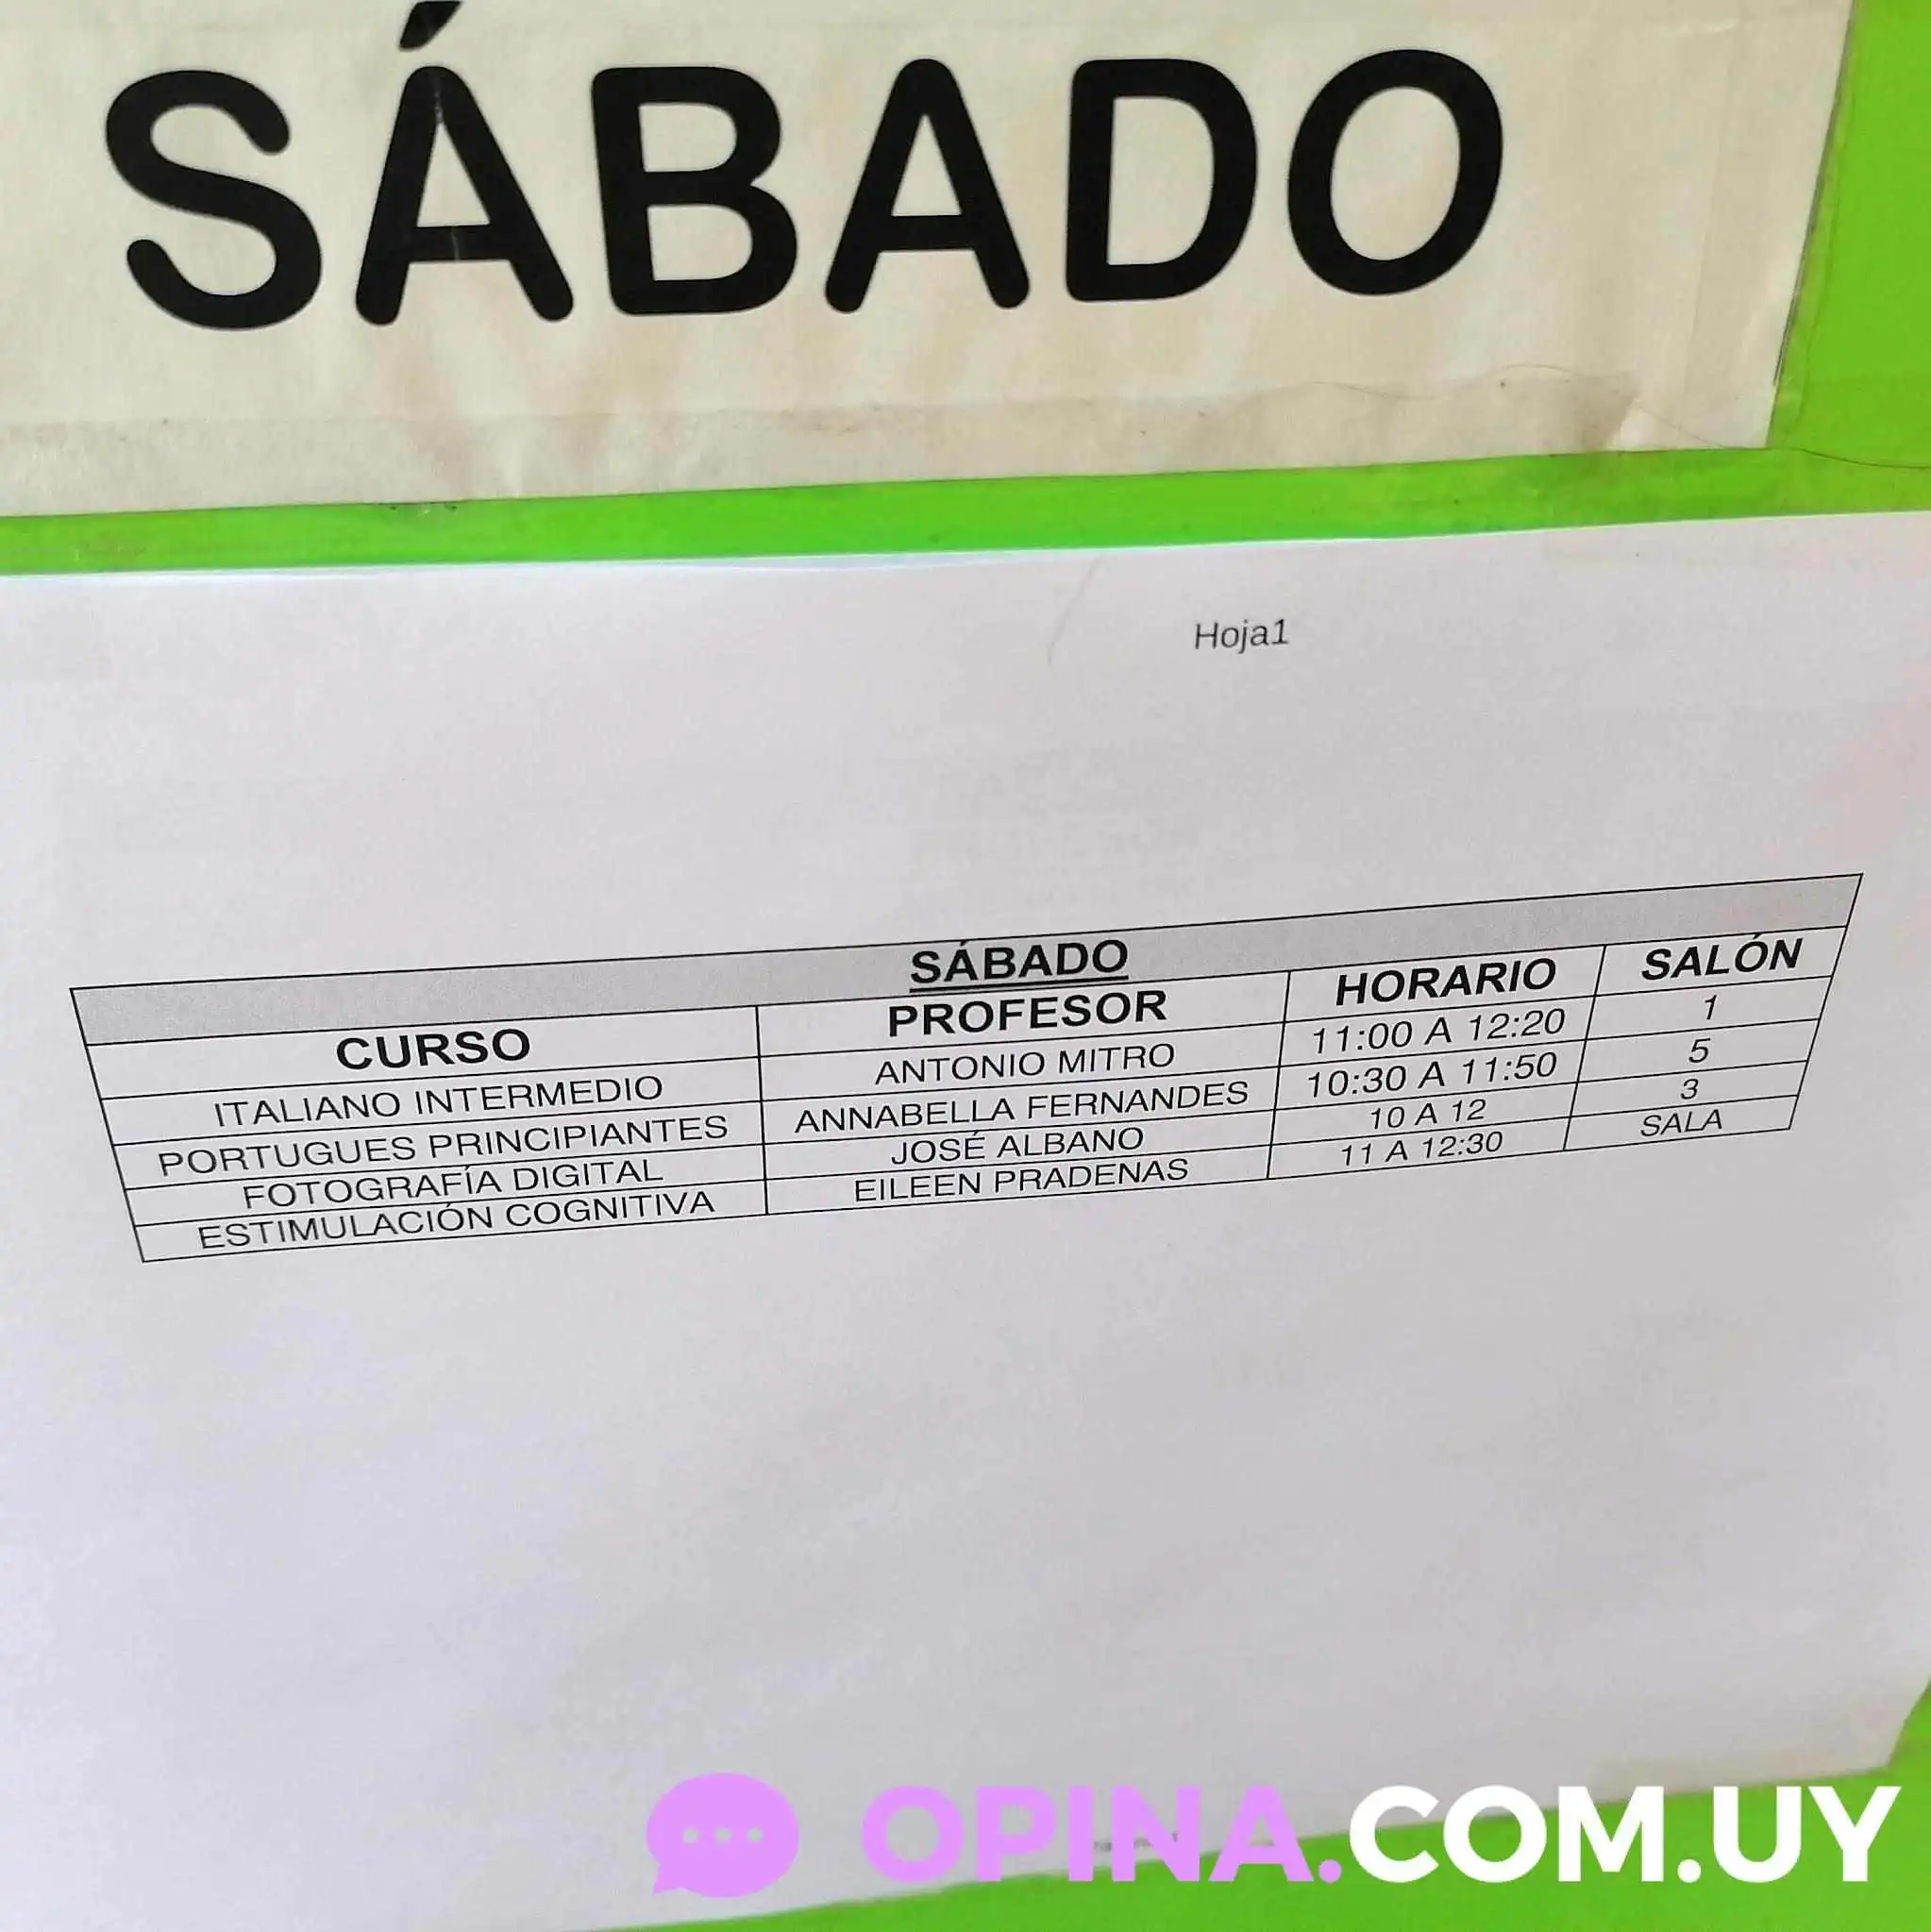 SÁBADO
Hoja1
SÁBADO
CURSO PROFESOR HORARIO SALÓN
ITALIANO INTERMEDIO ANTONIO MITRO 11:00 A 12:20 1
PORTUGUES PRINCIPIANTES ANNABELLA FERNANDES 10:30 A 11:50 5
FOTOGRAFÍA DIGITAL JOSÉ ALBANO 10 A 12 3
ESTIMULACIÓN COGNITIVA EILEEN PRADENAS 11 A 12:30 SALA
OPINA.COM.UY